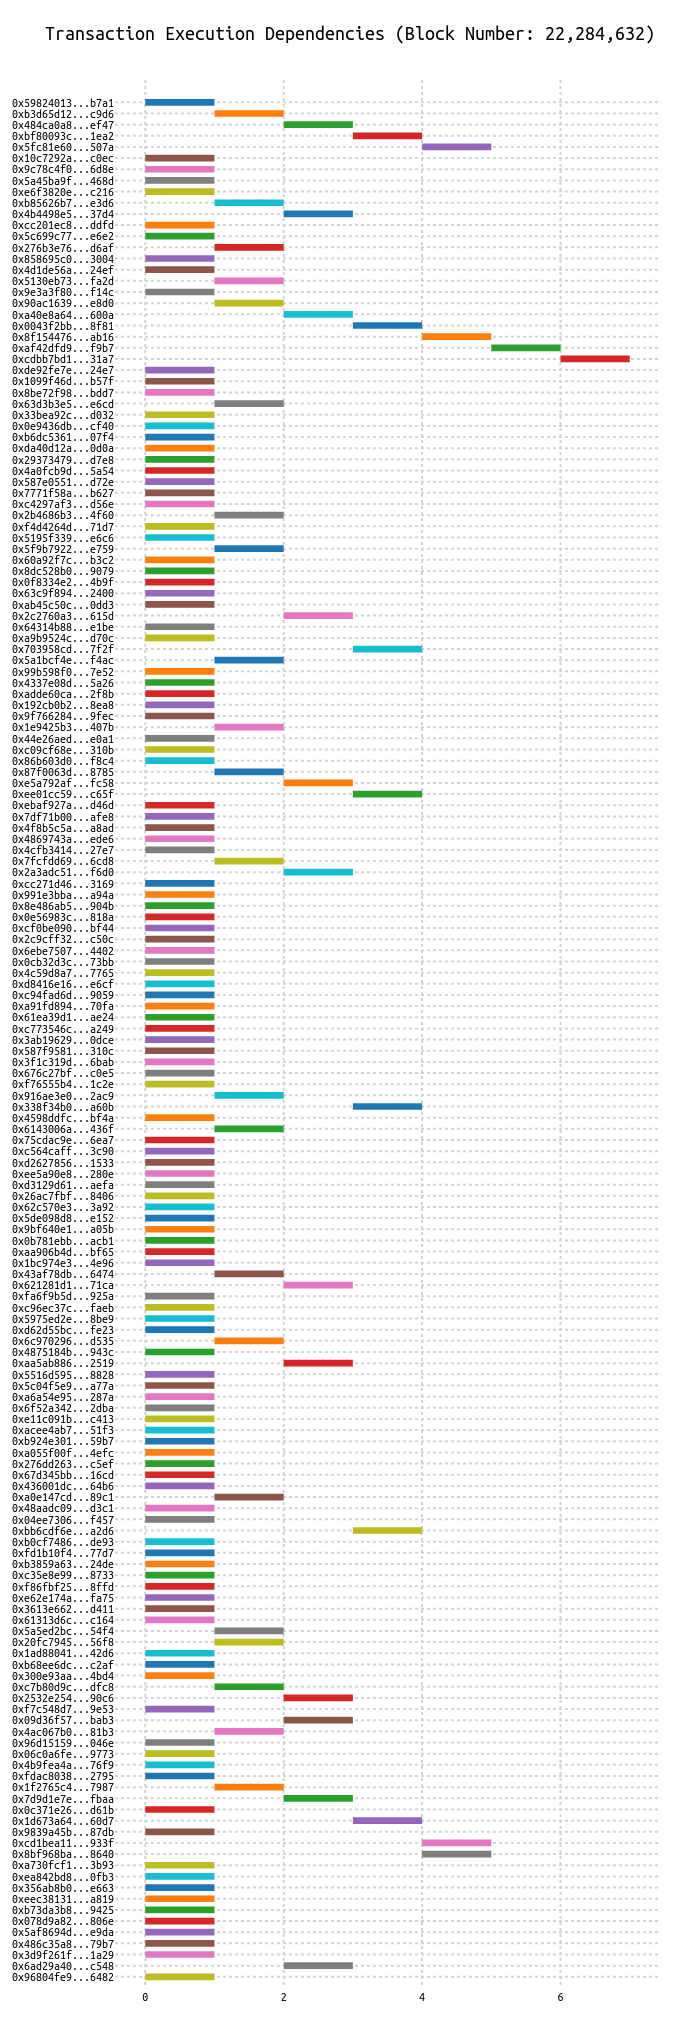 Transaction Execution Dependencies (Block Number: 22,284,632)
0x59824013...b7a1
0xb3d65d12...c9d6
0x484ca0a8...ef47
0xbf80093c...1ea2
0x5fc81e60...507a
0x10c7292a...c0ec
0x9c78c4f0...6d8e
0x5a45ba9f...468d
0xe6f3820e...c216
0xb85626b7...e3d6
0x4b4498e5...37d4
0xcc201ec8...ddfd
0x5c699c77...e6e2
0x276b3e76...d6af
0x858695c0...3004
0x4d1de56a...24ef
0x5130eb73...fa2d
0x9e3a3f80...f14c
0x90ac1639...e8d0
0xa40e8a64...600a
0x0043f2bb...8f81
0x8f154476...ab16
0xaf42dfd9...f9b7
0xcdbb7bd1...31a7
0xde92fe7e...24e7
0x1099f46d...b57f
0x8be72f98...bdd7
0x63d3b3e5...e6cd
0x33bea92c...d032
0x0e9436db...cf40
0xb6dc5361...07f4
0xda40d12a...0d0a
0x29373479...d7e8
0x4a0fcb9d...5a54
0x587e0551...d72e
0x7771f58a...b627
0xc4297af3...d56e
0x2b4686b3...4f60
0xf4d4264d...71d7
0x5195f339...e6c6
0x5f9b7922...e759
0x60a92f7c...b3c2
0x8dc528b0...9079
0x0f8334e2...4b9f
0x63c9f894...2400
0xab45c50c...0dd3
0x2c2760a3...615d
0x64314b88...e1be
0xa9b9524c...d70c
0x703958cd...7f2f
0x5a1bcf4e...f4ac
0x99b598f0...7e52
0x4337e08d...5a26
0xadde60ca...2f8b
0x192cb0b2...8ea8
0x9f766284...9fec
0x1e9425b3...407b
0x44e26aed...e0a1
0xc09cf68e...310b
0x86b603d0...f8c4
0x87f0063d...8785
0xe5a792af...fc58
0xee01cc59...c65f
0xebaf927a...d46d
0x7df71b00...afe8
0x4f8b5c5a...a8ad
0x4869743a...ede6
0x4cfb3414...27e7
0x7fcfdd69...6cd8
0x2a3adc51...f6d0
0xcc271d46...3169
0x991e3bba...a94a
0x8e486ab5...904b
0x0e56983c...818a
0xcf0be090...bf44
0x2c9cff32...c50c
0x6ebe7507...4402
0x0cb32d3c...73bb
0x4c59d8a7...7765
0xd8416e16...e6cf
0xc94fad6d...9059
0xa91fd894...70fa
0x61ea39d1...ae24
0xc773546c...a249
0x3ab19629...0dce
0x587f9581...310c
0x3f1c319d...6bab
0x676c27bf...c0e5
0xf76555b4...1c2e
0x916ae3e0...2ac9
0x338f34b0...a60b
0x4598ddfc...bf4a
0x6143006a...436f
0x75cdac9e...6ea7
0xc564caff...3c90
0xd2627856...1533
0xee5a90e8...280e
0xd3129d61...aefa
0x26ac7fbf...8406
0x62c570e3...3a92
0x5de098d8...e152
0x9bf640e1...a05b
0x0b781ebb...acb1
0xaa906b4d...bf65
0x1bc974e3...4e96
0x43af78db...6474
0x621281d1...71ca
0xfa6f9b5d...925a
0xc96ec37c...faeb
0x5975ed2e...8be9
0xd62d55bc...fe23
0x6c970296...d535
0x4875184b...943c
0xaa5ab886...2519
0x5516d595...8828
0x5c04f5e9...a77a
0xa6a54e95...287a
0x6f52a342...2dba
0xe11c091b...c413
0xacee4ab7...51f3
0xb924e301...59b7
0xa055f00f...4efc
0x276dd263...c5ef
0x67d345bb...16cd
0x436001dc...64b6
0xa0e147cd...89c1
0x48aadc09...d3c1
0x04ee7306...f457
0xbb6cdf6e...a2d6
0xb0cf7486...de93
0xfd1b10f4...77d7
0xb3859a63...24de
0xc35e8e99...8733
0xf86fbf25...8ffd
0xe62e174a...fa75
0x3613e662...d411
0x61313d6c...c164
0x5a5ed2bc...54f4
0x20fc7945...56f8
0x1ad88041...42d6
0xb68ee6dc...c2af
0x300e93aa...4bd4
0xc7b80d9c...dfc8
0x2532e254...90c6
0xf7c548d7...9e53
0x09d36f57...bab3
0x4ac067b0...81b3
0x96d15159...046e
0x06c0a6fe...9773
0x4b9fea4a...76f9
0xfdac8038...2795
0x1f2765c4...7987
0x7d9d1e7e...fbaa
0x0c371e26...d61b
0x1d673a64...60d7
0x9839a45b...87db
0xcd1bea11...933f
0x8bf968ba...8640
0xa730fcf1...3b93
0xea842bd8...0fb3
0x356ab8b0...e663
0xeec38131...a819
0xb73da3b8...9425
0x078d9a82...806e
0x5af8694d...e9da
0x486c35a8...79b7
0x3d9f261f...1a29
0x6ad29a40...c548
0x96804fe9...6482
0 2 4 6